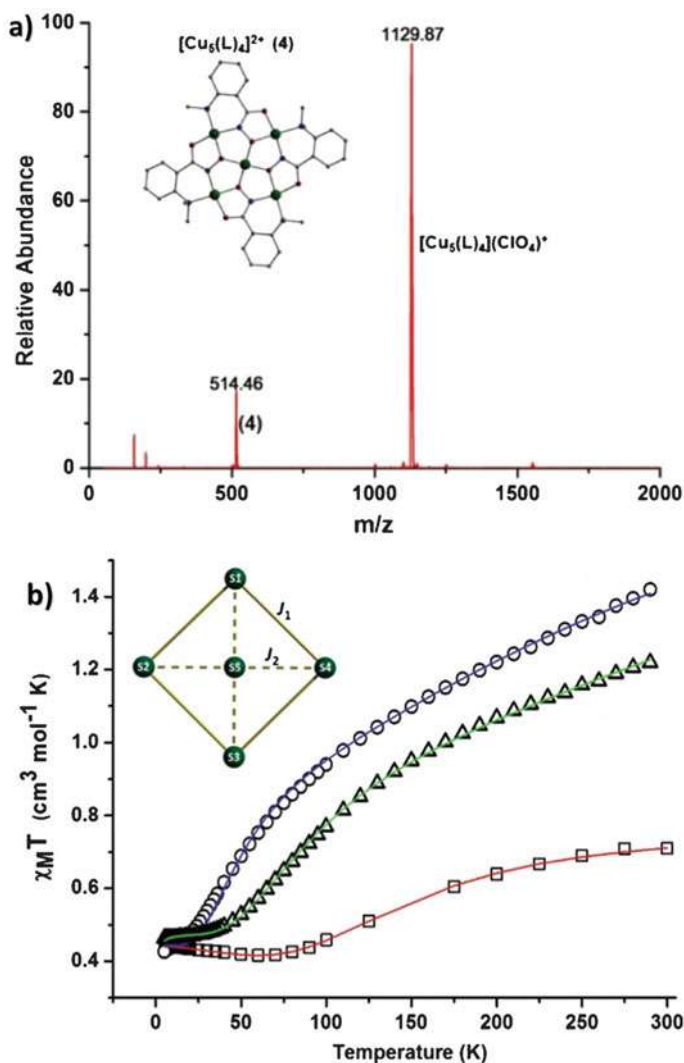 a)
[Cu₅(L)₄]²⁺ (4)
1129.87
[Cu₅(L)₄](ClO₄)⁺
514.46
(4)
Relative Abundance
100
80
60
40
20
0
0 500 1000 1500 2000
m/z
b)
S1
J₁
S2 S5 J₂ S4
S3
χMT (cm³ mol⁻¹ K)
1.4
1.2
1.0
0.8
0.6
0.4
0 50 100 150 200 250 300
Temperature (K)